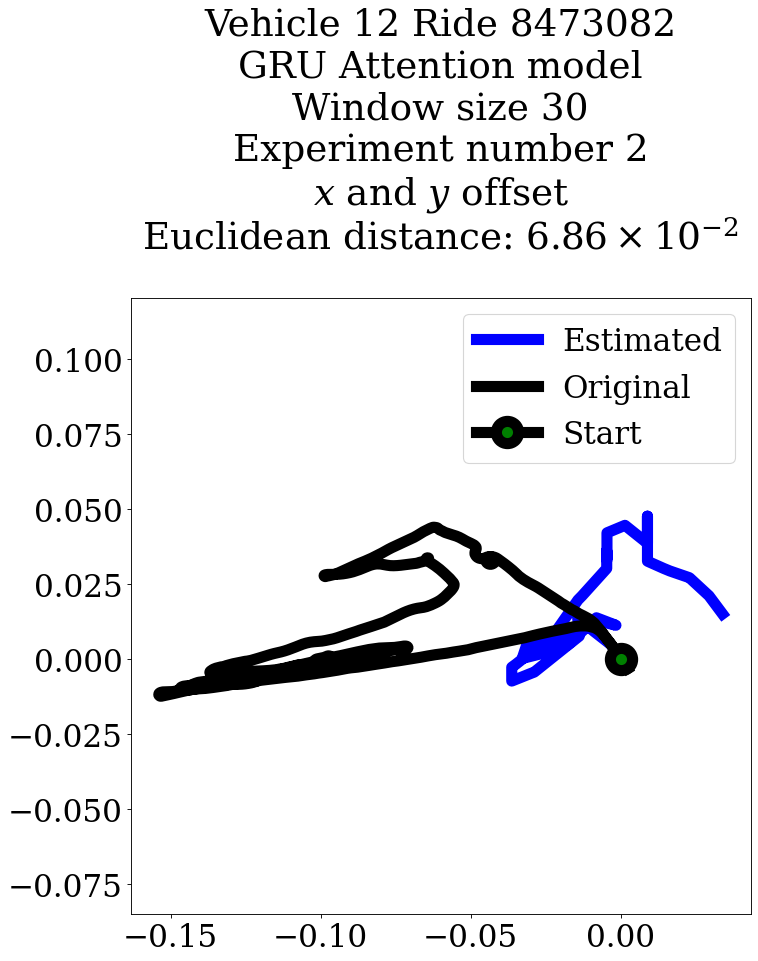 Vehicle 12 Ride 8473082
GRU Attention model
Window size 30
Experiment number 2
x and y offset
Euclidean distance: 6.86 × 10⁻²
Estimated
Original
Start
0.100
0.075
0.050
0.025
0.000
−0.025
−0.050
−0.075
−0.15
−0.10
−0.05
0.00